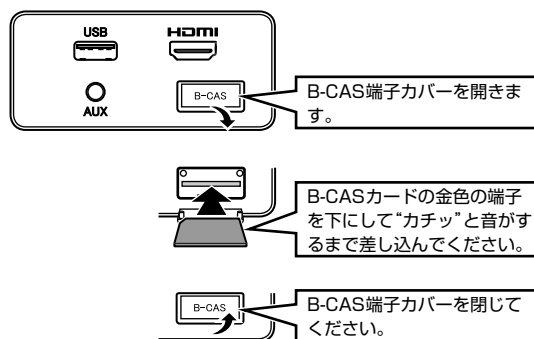 USB
HDMI
B-CAS
AUX
B-CAS端子カバーを開きま
す。
B-CASカードの金色の端子
を下にして“カチッ”と音がす
るまで差し込んでください。
B-CAS
B-CAS端子カバーを閉じて
ください。